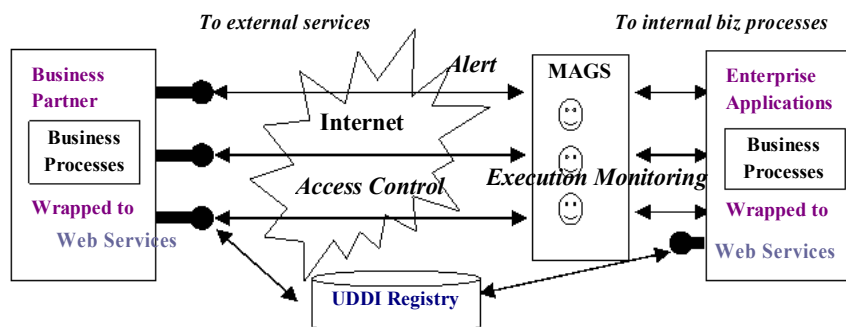 To external services
To internal biz processes
Business
Partner
Business
Processes
Wrapped to
Web Services
Alert
Internet
Access Control
MAGS
Execution Monitoring
Enterprise
Applications
Business
Processes
Wrapped to
Web Services
UDDI Registry